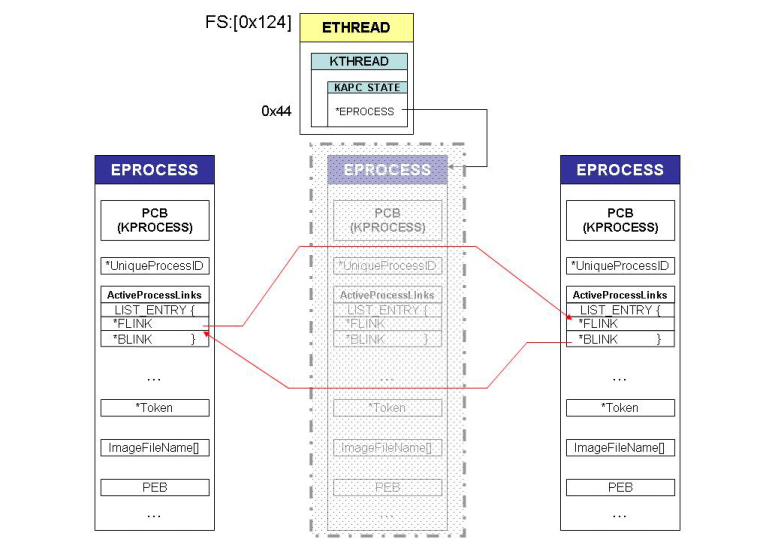 FS:[0x124]
ETHREAD
KTHREAD
KAPC_STATE
0x44
*EPROCESS
EPROCESS
PCB
(KPROCESS)
*UniqueProcessID
ActiveProcessLinks
LIST_ENTRY {
*FLINK
*BLINK }
...
*Token
ImageFileName[]
PEB
...
EPROCESS
PCB
(KPROCESS)
*UniqueProcessID
ActiveProcessLinks
LIST_ENTRY {
*FLINK
*BLINK }
...
*Token
ImageFileName[]
PEB
...
EPROCESS
PCB
(KPROCESS)
*UniqueProcessID
ActiveProcessLinks
LIST_ENTRY {
*FLINK
*BLINK }
...
*Token
ImageFileName[]
PEB
...